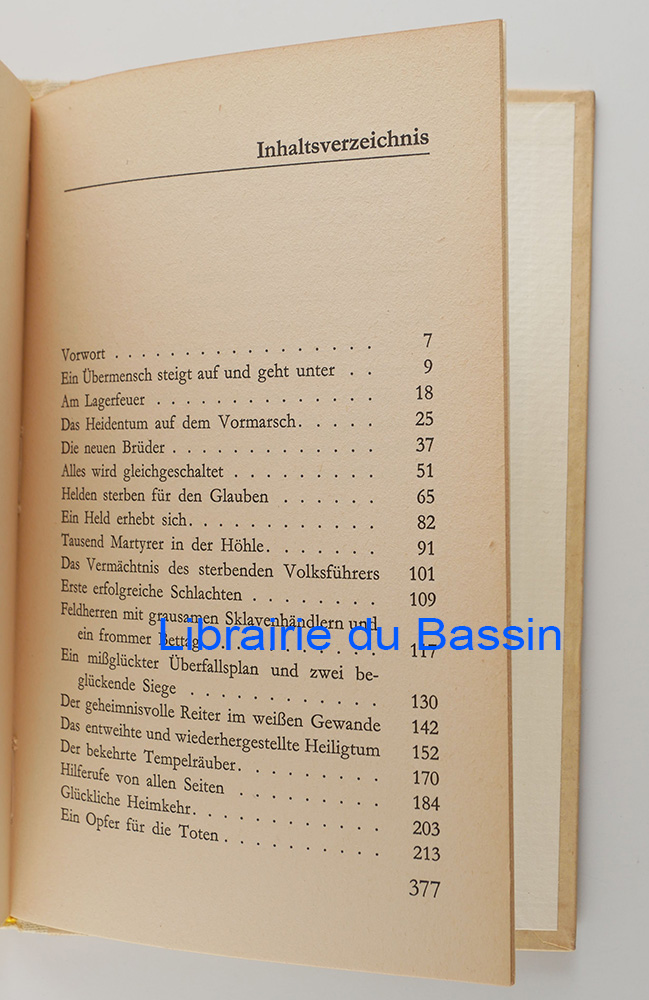 Inhaltsverzeichnis
Vorwort . . . . . . . . . . . . . . . . . 7
Ein Übermensch steigt auf und geht unter . . 9
Am Lagerfeuer . . . . . . . . . . . . . . 18
Das Heidentum auf dem Vormarsch. . . . . 25
Die neuen Brüder . . . . . . . . . . . . . 37
Alles wird gleichgeschaltet . . . . . . . . . . 51
Helden sterben für den Glauben . . . . . . 65
Ein Held erhebt sich. . . . . . . . . . . . 82
Tausend Martyrer in der Höhle. . . . . . . 91
Das Vermächtnis des sterbenden Volksführers 101
Erste erfolgreiche Schlachten . . . . . . . . 109
Feldherren mit grausamen Sklavenhändlern und
ein frommer Bettag . . . . . . . . . . . 117
Librairie du Bassin
Ein mißglückter Überfallsplan und zwei be-
glückende Siege . . . . . . . . . . . . 130
Der geheimnisvolle Reiter im weißen Gewande 142
Das entweihte und wiederhergestellte Heiligtum 152
Der bekehrte Tempelräuber. . . . . . . . . 170
Hilferufe von allen Seiten . . . . . . . . . 184
Glückliche Heimkehr. . . . . . . . . . . . 203
Ein Opfer für die Toten . . . . . . . . . . 213
377